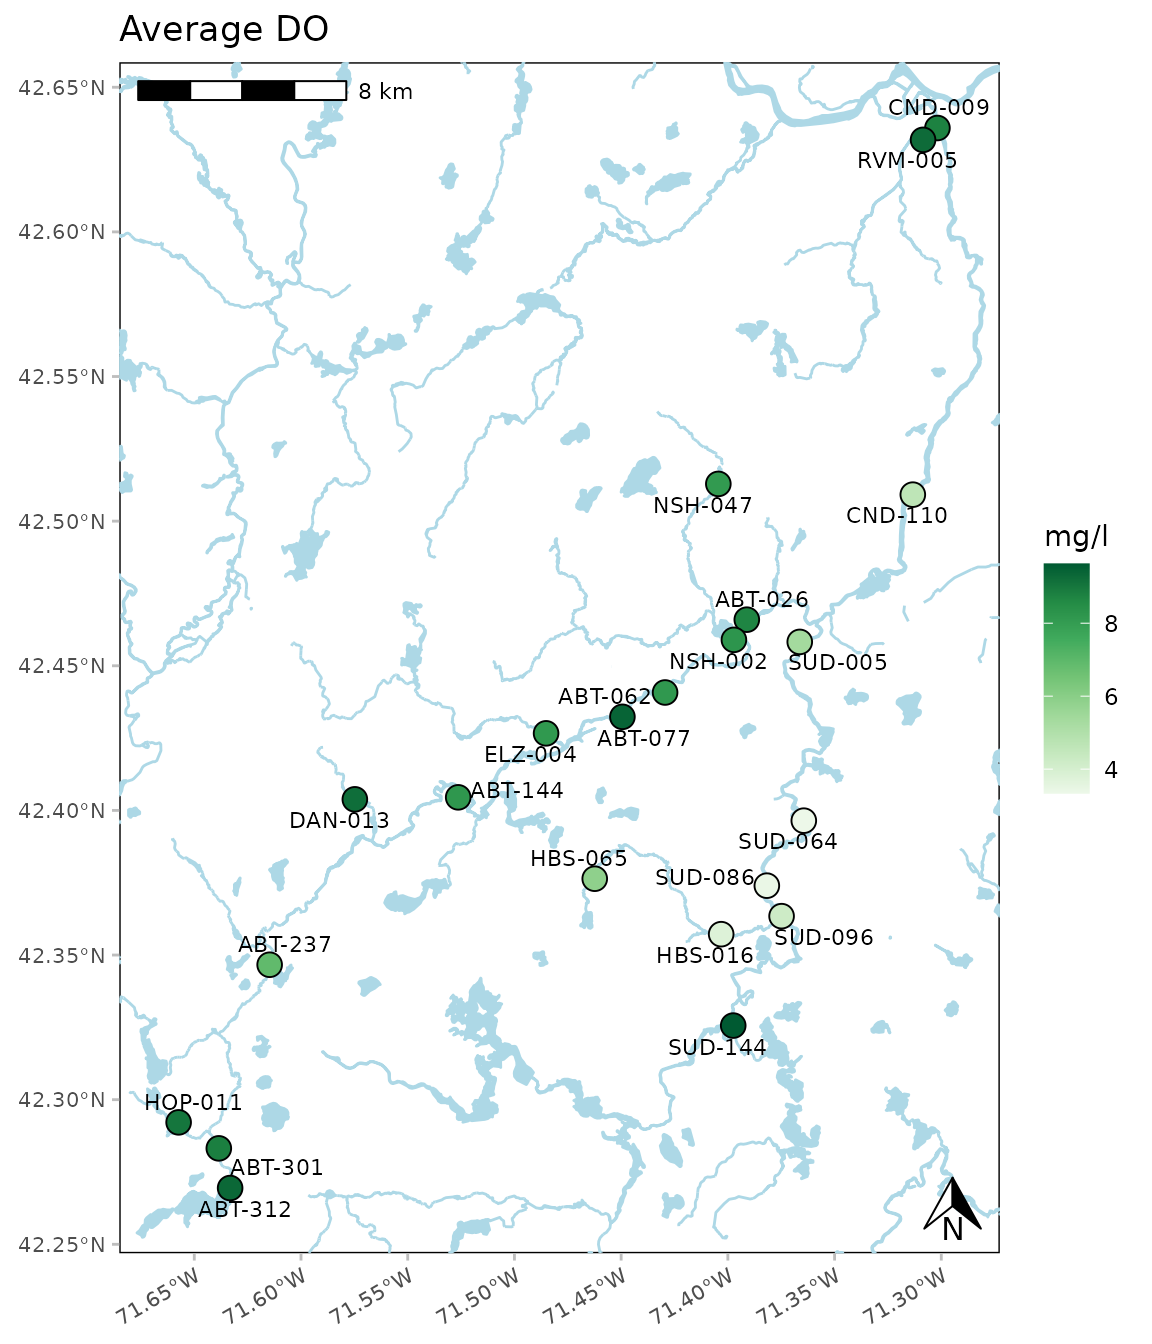 Average DO
42.65°N
8 km
CND-009
RVM-005
42.60°N
42.55°N
NSH-047
42.50°N
CND-110
mg/l
ABT-026
8
NSH-002
SUD-005
42.45°N
ABT-062
6
ABT-077
ELZ-004
4
ABT-144
42.40°N
DAN-013
SUD-064
HBS-065
SUD-086
SUD-096
ABT-237
HBS-016
42.35°N
SUD-144
42.30°N
HOP-011
ABT-301
ABT-312
N
42.25°N
71.65°W
71.60°W
71.55°W
71.50°W
71.45°W
71.40°W
71.35°W
71.30°W